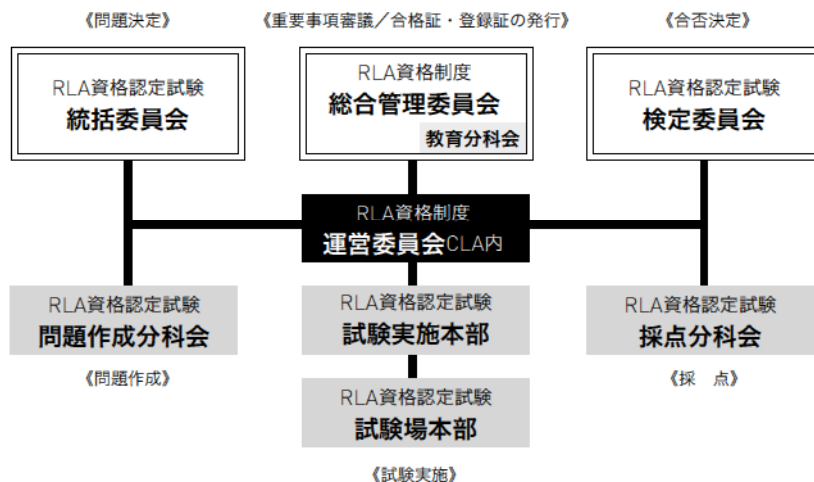 《問題決定》
《重要事項審議／合格証・登録証の発行》
《合否決定》
RLA資格認定試験
統括委員会
RLA資格制度
総合管理委員会
教育分科会
RLA資格認定試験
検定委員会
RLA資格制度
運営委員会CLA内
RLA資格認定試験
問題作成分科会
RLA資格認定試験
試験実施本部
RLA資格認定試験
採点分科会
《問題作成》
RLA資格認定試験
試験場本部
《採　点》
《試験実施》